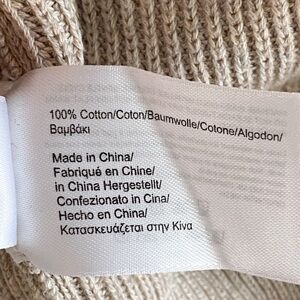 100% Cotton/Coton/Baumwolle/Cotone/Algodon/
Βαμβάκι
Made in China/
Fabriqué en Chine/
in China Hergestellt/
Confezionato in Cina/
Hecho en China/
Κατασκευάζεται στην Κίνα